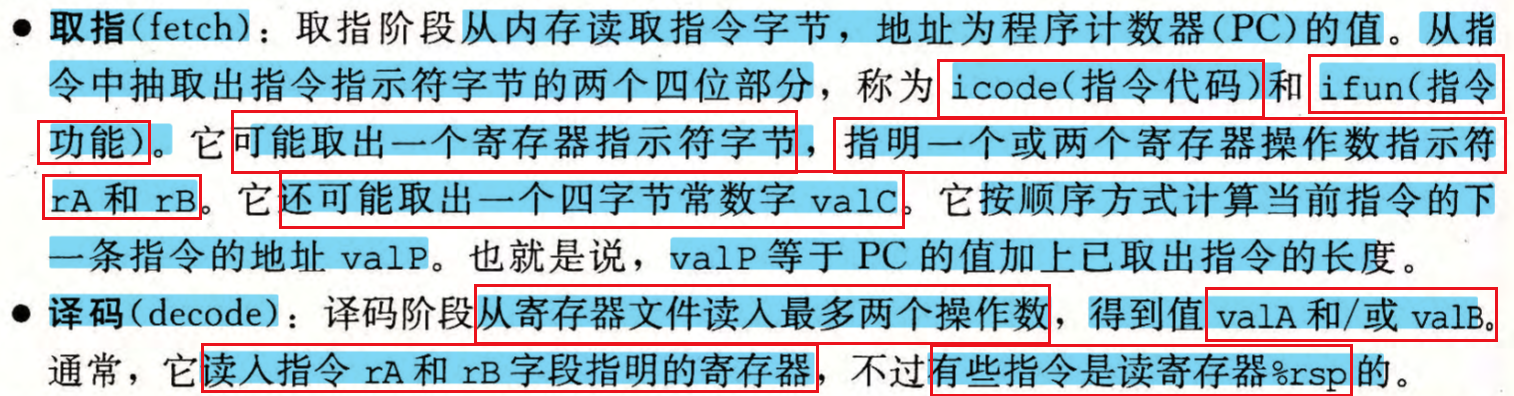 ● 取指(fetch)：取指阶段从内存读取指令字节，地址为程序计数器(PC)的值。从指
令中抽取出指令指示符字节的两个四位部分，称为 icode(指令代码)和 ifun(指令
功能)。它可能取出一个寄存器指示符字节，指明一个或两个寄存器操作数指示符
rA 和 rB。它还可能取出一个四字节常数字 valC。它按顺序方式计算当前指令的下
一条指令的地址 valP。也就是说，valP 等于 PC 的值加上已取出指令的长度。
● 译码(decode)：译码阶段从寄存器文件读入最多两个操作数，得到值 valA 和/或 valB。
通常，它读入指令 rA 和 rB 字段指明的寄存器，不过有些指令是读寄存器%rsp 的。